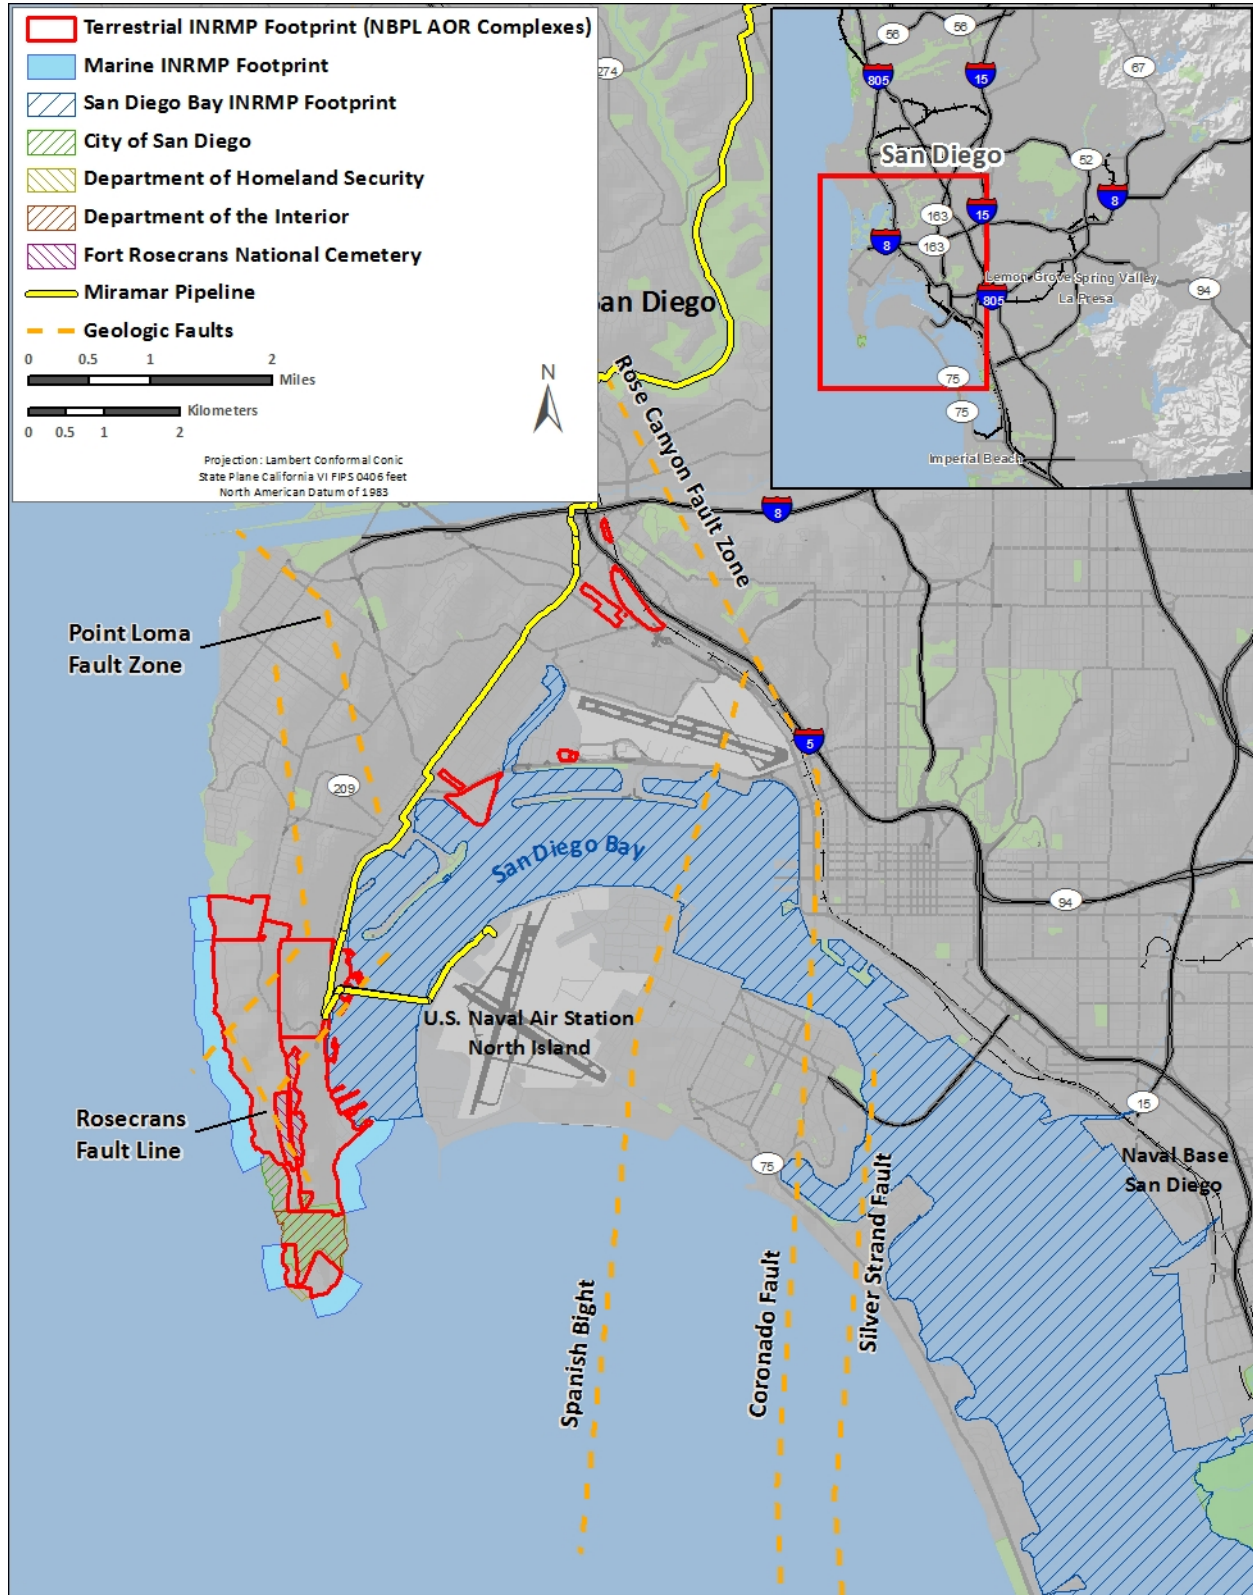 Terrestrial INRMP Footprint (NBPL AOR Complexes)
Marine INRMP Footprint
San Diego Bay INRMP Footprint
City of San Diego
Department of Homeland Security
Department of the Interior
Fort Rosecrans National Cemetery
Miramar Pipeline
Geologic Faults
0 0.5 1 2
Miles
Kilometers
0 0.5 1 2
N
Projection: Lambert Conformal Conic
State Plane California VI FIPS 0406 feet
North American Datum of 1983
274
San Diego
56
56
805
15
67
San Diego
52
8
163
15
8
163
Lemon Grove
Spring Valley
805
La Presa
94
75
75
Imperial Beach
Rose Canyon Fault Zone
8
Point Loma
Fault Zone
5
209
San Diego Bay
94
U.S. Naval Air Station
North Island
Rosecrans
Fault Line
15
Naval Base
San Diego
75
Spanish Bight
Coronado Fault
Silver Strand Fault